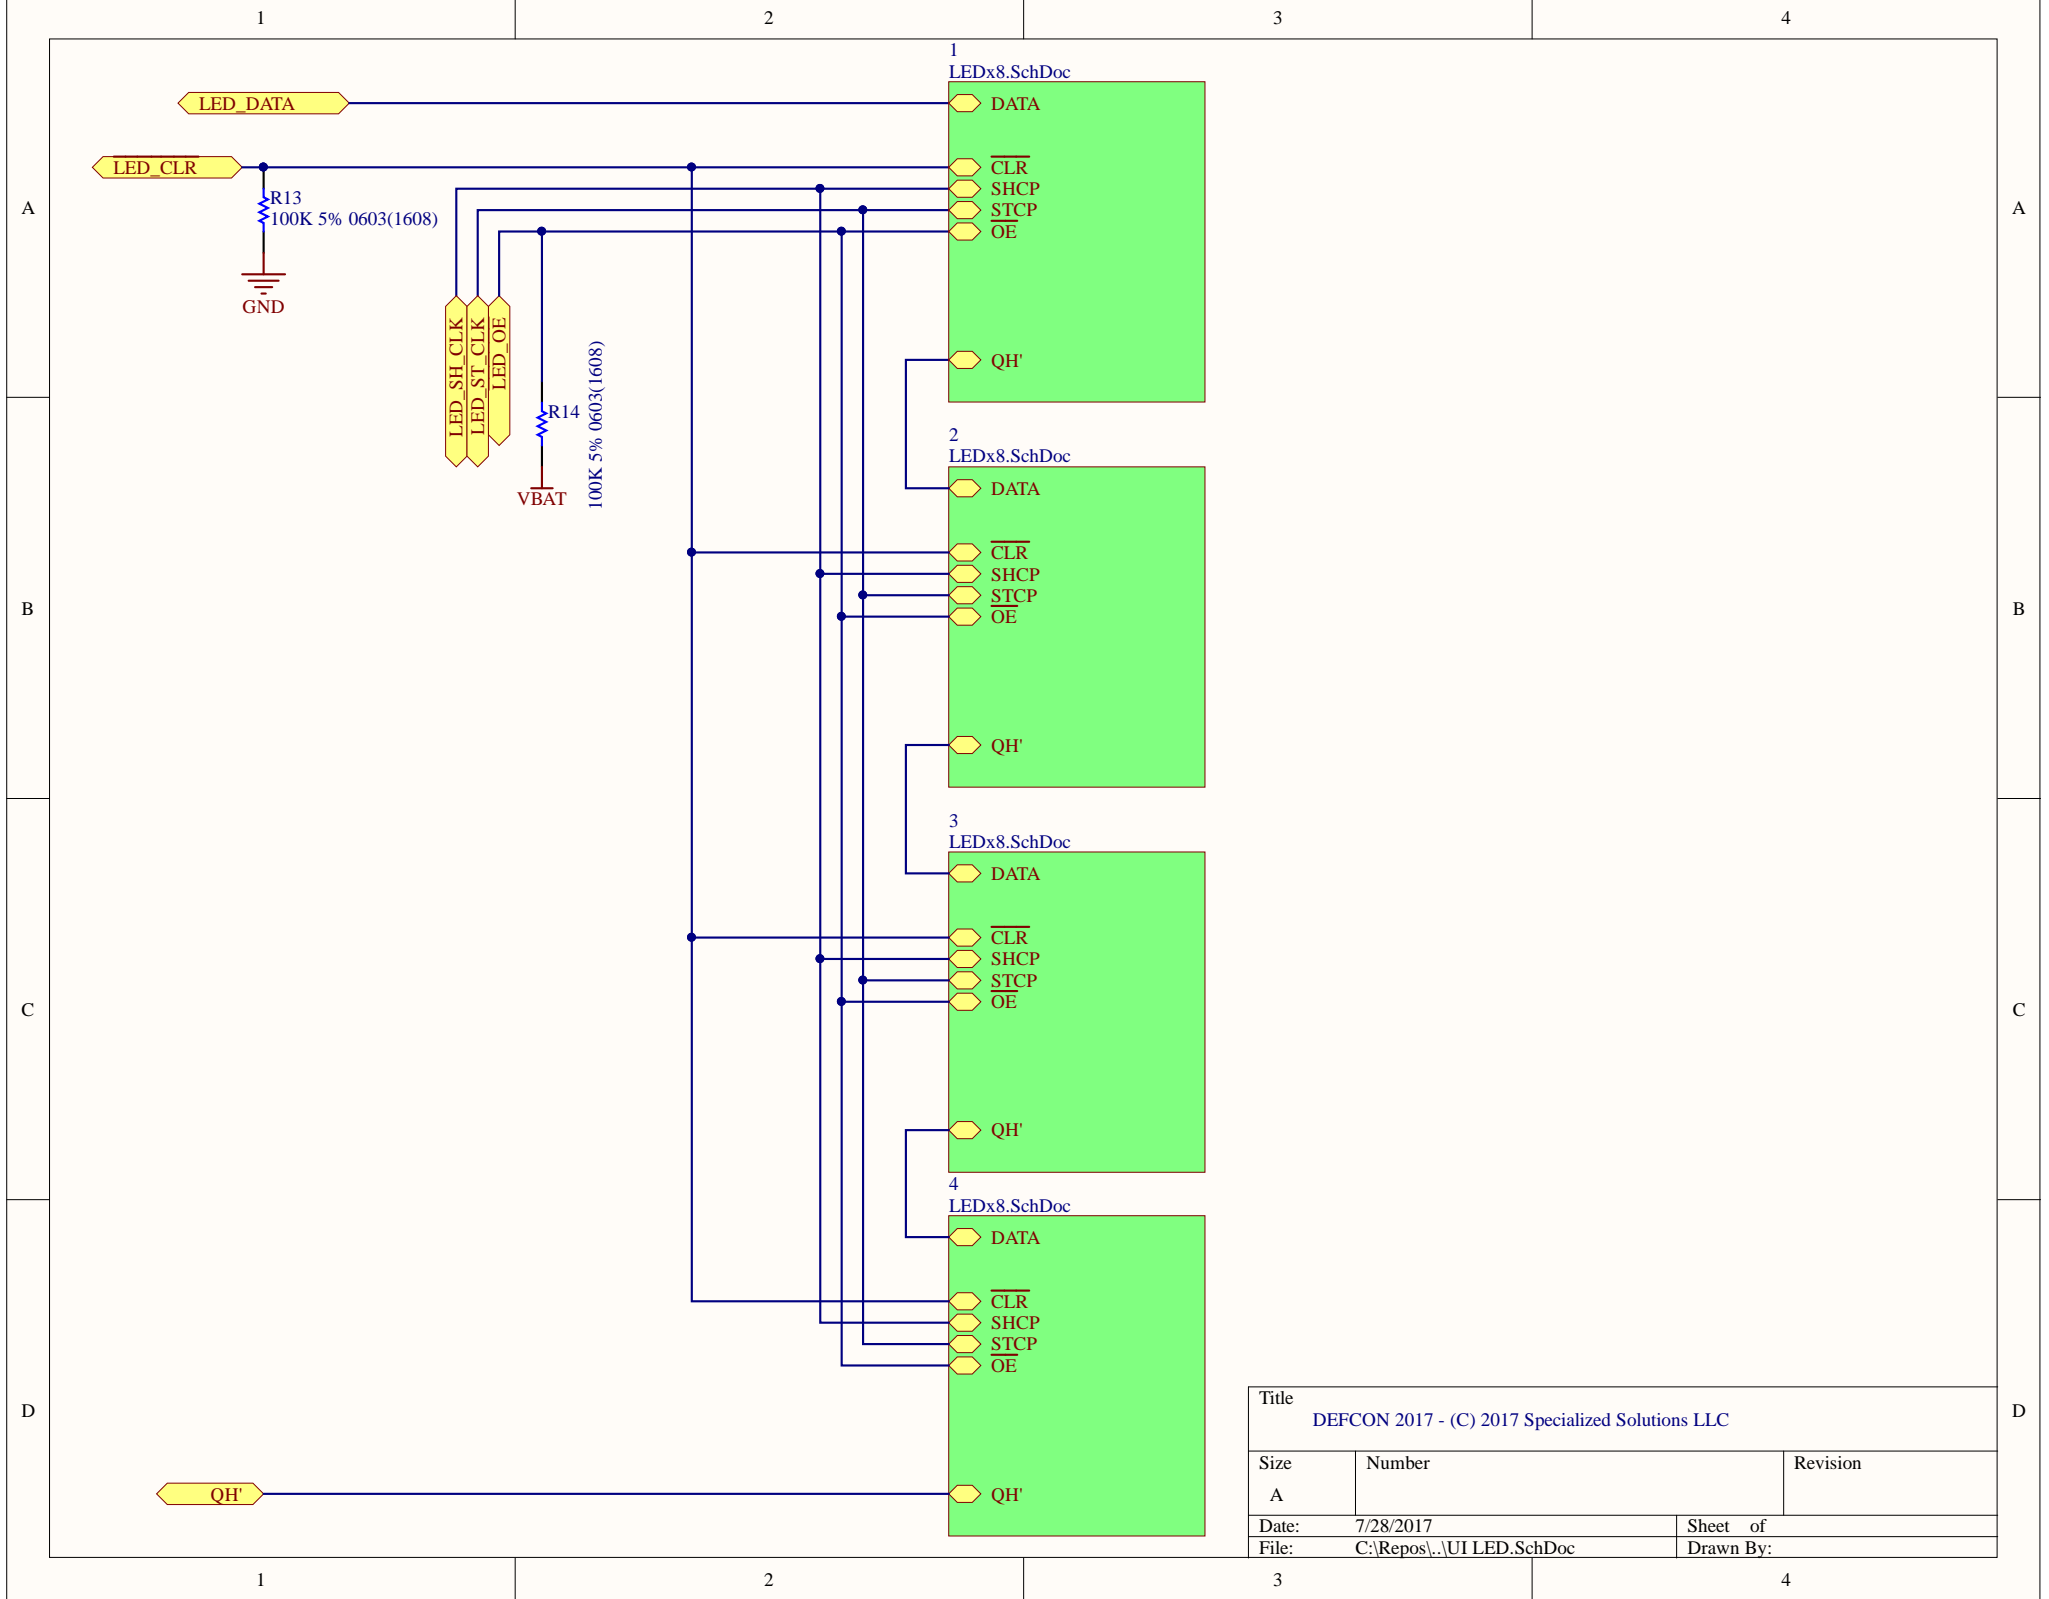 1 2 3 4
1
LEDx8.SchDoc
LED_DATA
DATA
LED_CLR
CLR
SHCP
STCP
OE
A
A
R13
100K 5% 0603(1608)
GND
LED_SH_CLK
LED_ST_CLK
LED_OE
QH'
R14
100K 5% 0603(1608)
VBAT
2
LEDx8.SchDoc
DATA
CLR
SHCP
STCP
OE
B
B
QH'
3
LEDx8.SchDoc
DATA
CLR
SHCP
STCP
OE
C
C
QH'
4
LEDx8.SchDoc
DATA
CLR
SHCP
STCP
OE
D
D
QH'
QH'
Title
DEFCON 2017 - (C) 2017 Specialized Solutions LLC
Size Number Revision
A
Date: 7/28/2017 Sheet of
File: C:\Repos\..\UI LED.SchDoc Drawn By:
1 2 3 4